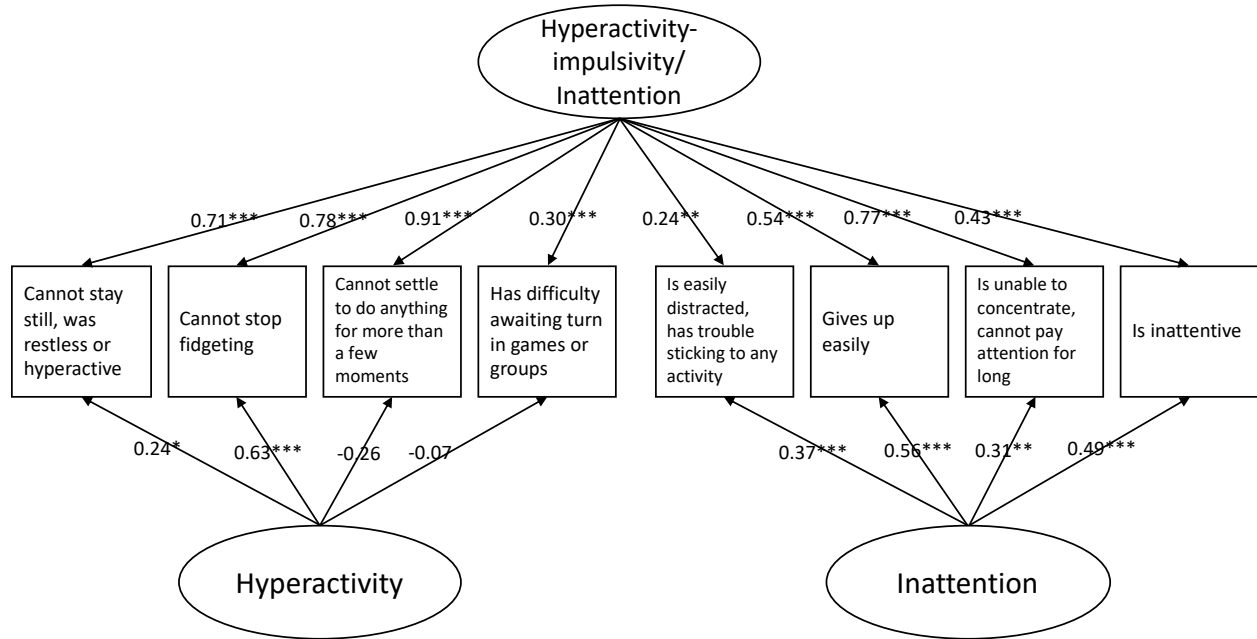 Hyperactivity-
impulsivity/
Inattention
0.71***
0.78***
0.91***
0.30***
0.24**
0.54***
0.77***
0.43***
Cannot stay
still, was
restless or
hyperactive
Cannot stop
fidgeting
Cannot settle
to do anything
for more than
a few
moments
Has difficulty
awaiting turn
in games or
groups
Is easily
distracted,
has trouble
sticking to any
activity
Gives up
easily
Is unable to
concentrate,
cannot pay
attention for
long
Is inattentive
0.24*
0.63***
-0.26
-0.07
0.37***
0.56***
0.31**
0.49***
Hyperactivity
Inattention